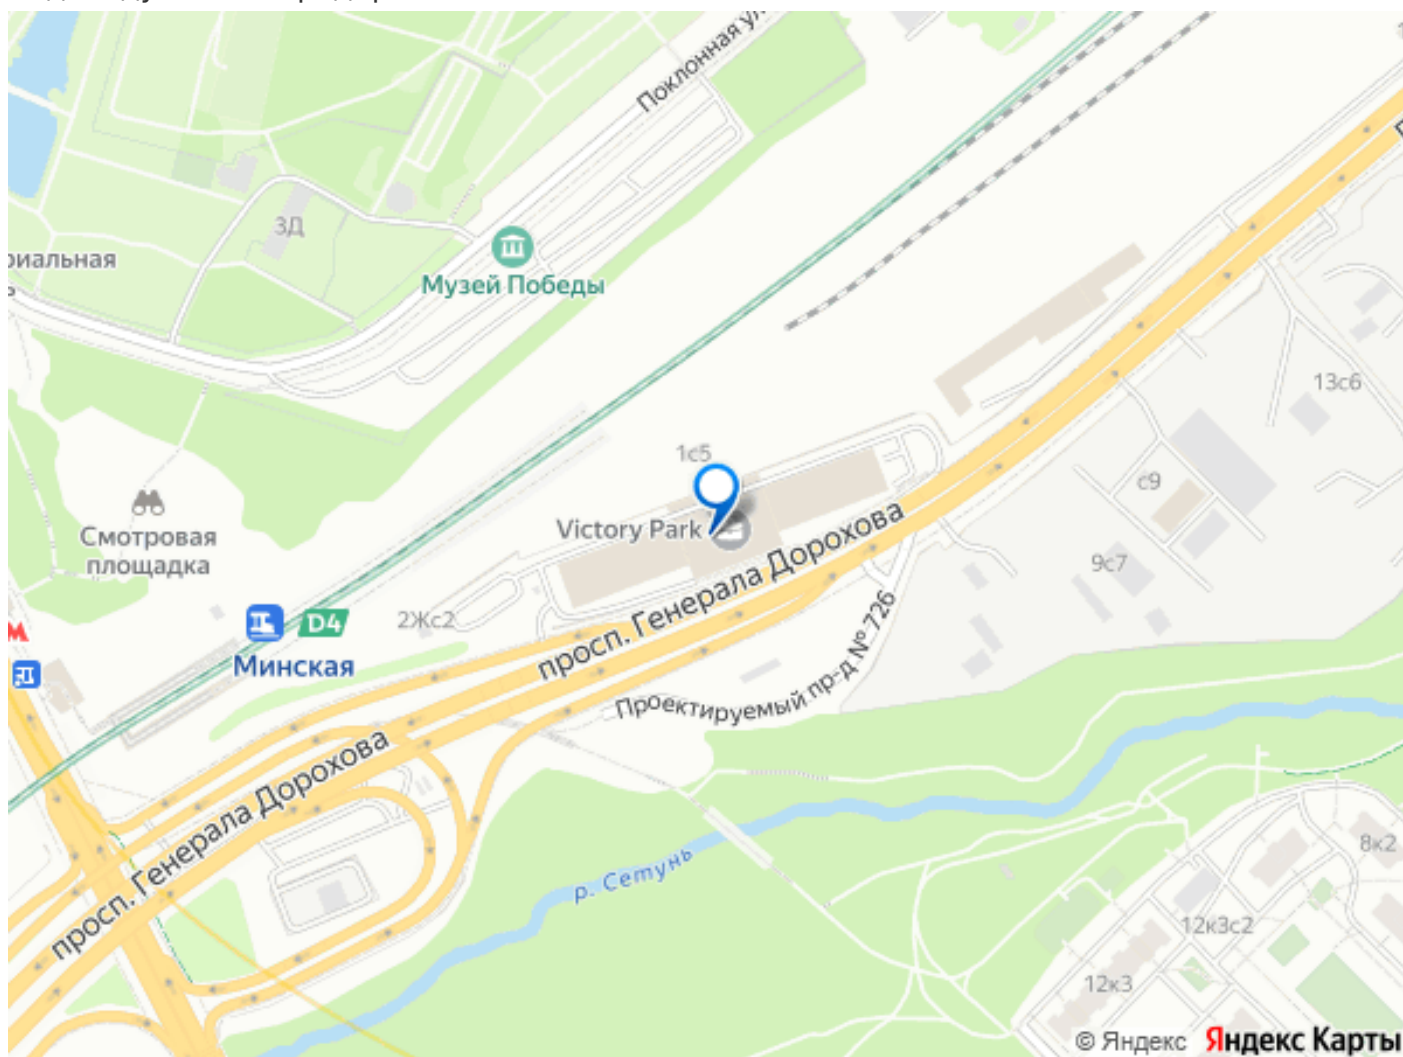 Поклонная ул.
3Д
Музей Победы
13с6
1с5
с9
Victory Park
Смотровая
площадка
просп. Генерала Дорохова
9с7
2Жс2
D4
Минская
Проектируемый пр-д № 726
просп. Генерала Дорохова
р. Сетунь
8к2
12к3с2
12к3
© Яндекс
Яндекс Карты